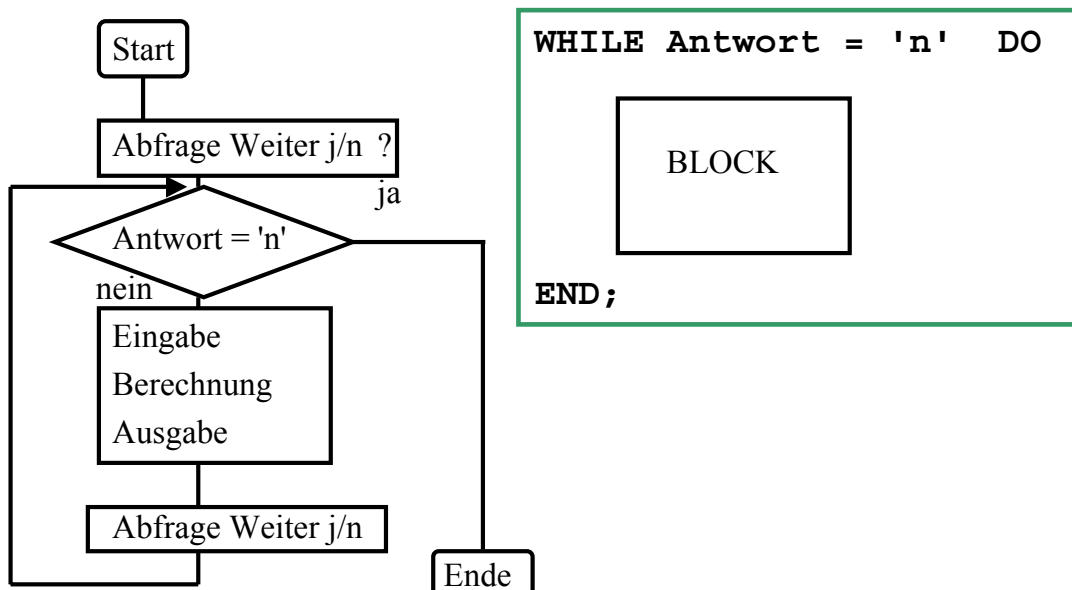 Start
Abfrage Weiter j/n ?
ja
Antwort = 'n'
nein
Eingabe
Berechnung
Ausgabe
Abfrage Weiter j/n
Ende
WHILE Antwort = 'n' DO
BLOCK
END;